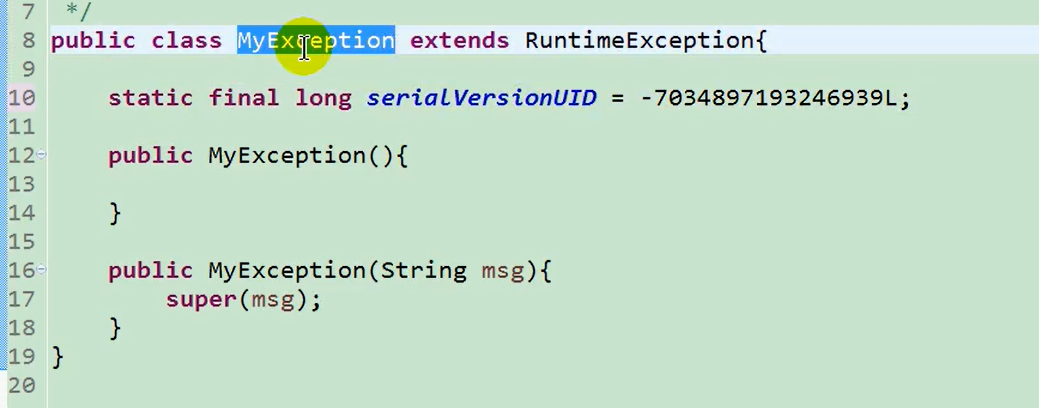 7 */
8 public class MyException extends RuntimeException{
9
10 static final long serialVersionUID = -7034897193246939L;
11
12 public MyException(){
13
14 }
15
16 public MyException(String msg){
17 super(msg);
18 }
19 }
20